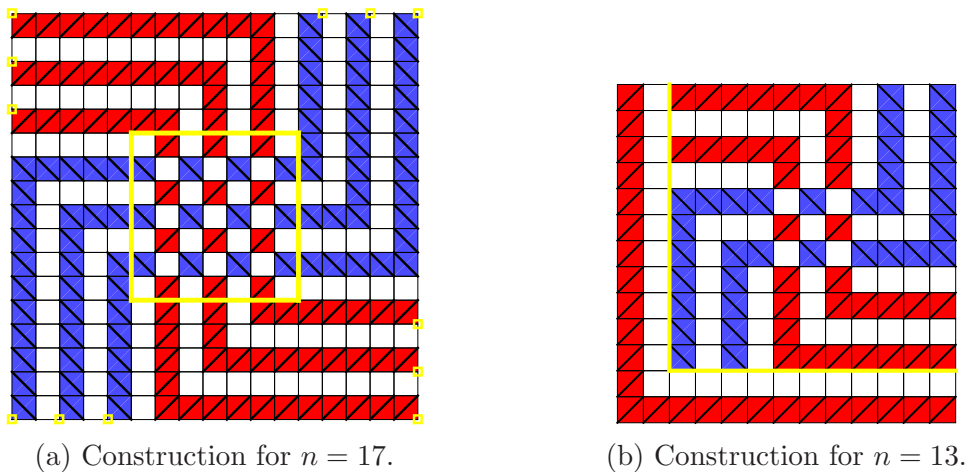 (a) Construction for n = 17.
(b) Construction for n = 13.